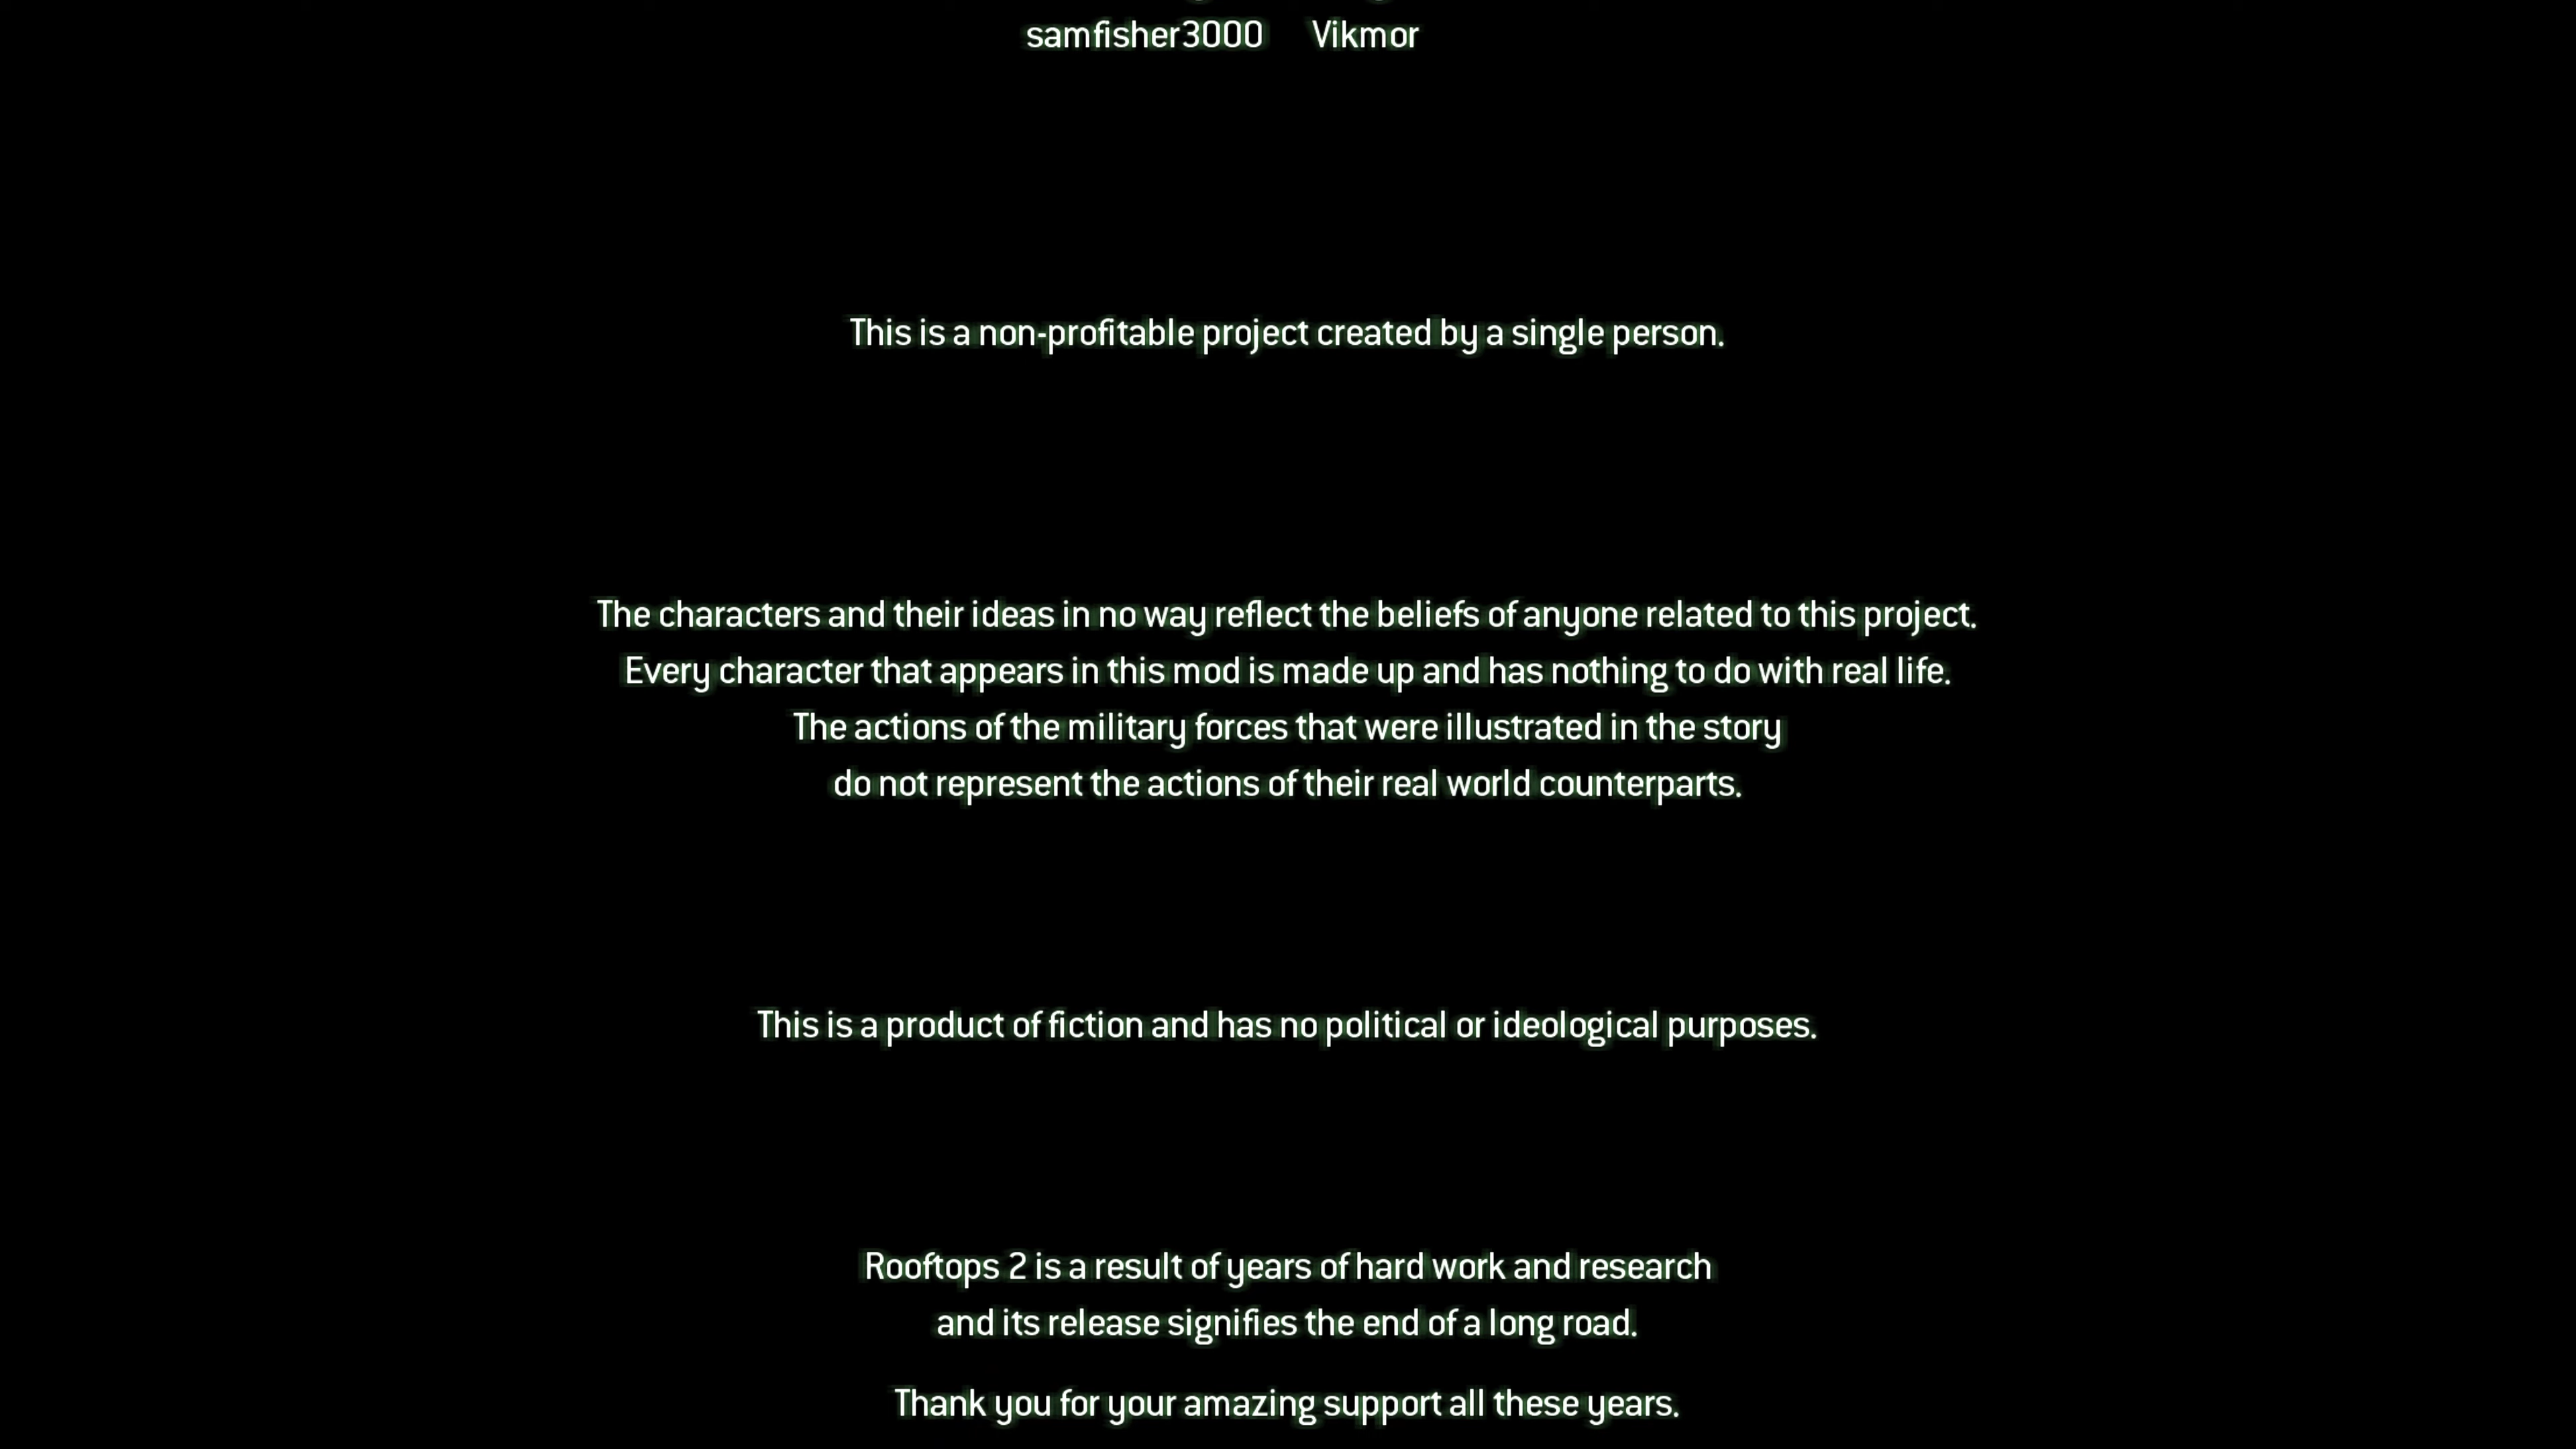 samfisher3000 Vikmor
This is a non-profitable project created by a single person.
The characters and their ideas in no way reflect the beliefs of anyone related to this project.
Every character that appears in this mod is made up and has nothing to do with real life.
The actions of the military forces that were illustrated in the story
do not represent the actions of their real world counterparts.
This is a product of fiction and has no political or ideological purposes.
Rooftops 2 is a result of years of hard work and research
and its release signifies the end of a long road.
Thank you for your amazing support all these years.